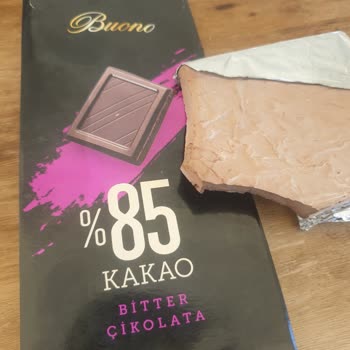 Buono
%85
KAKAO
BİTTER
ÇİKOLATA